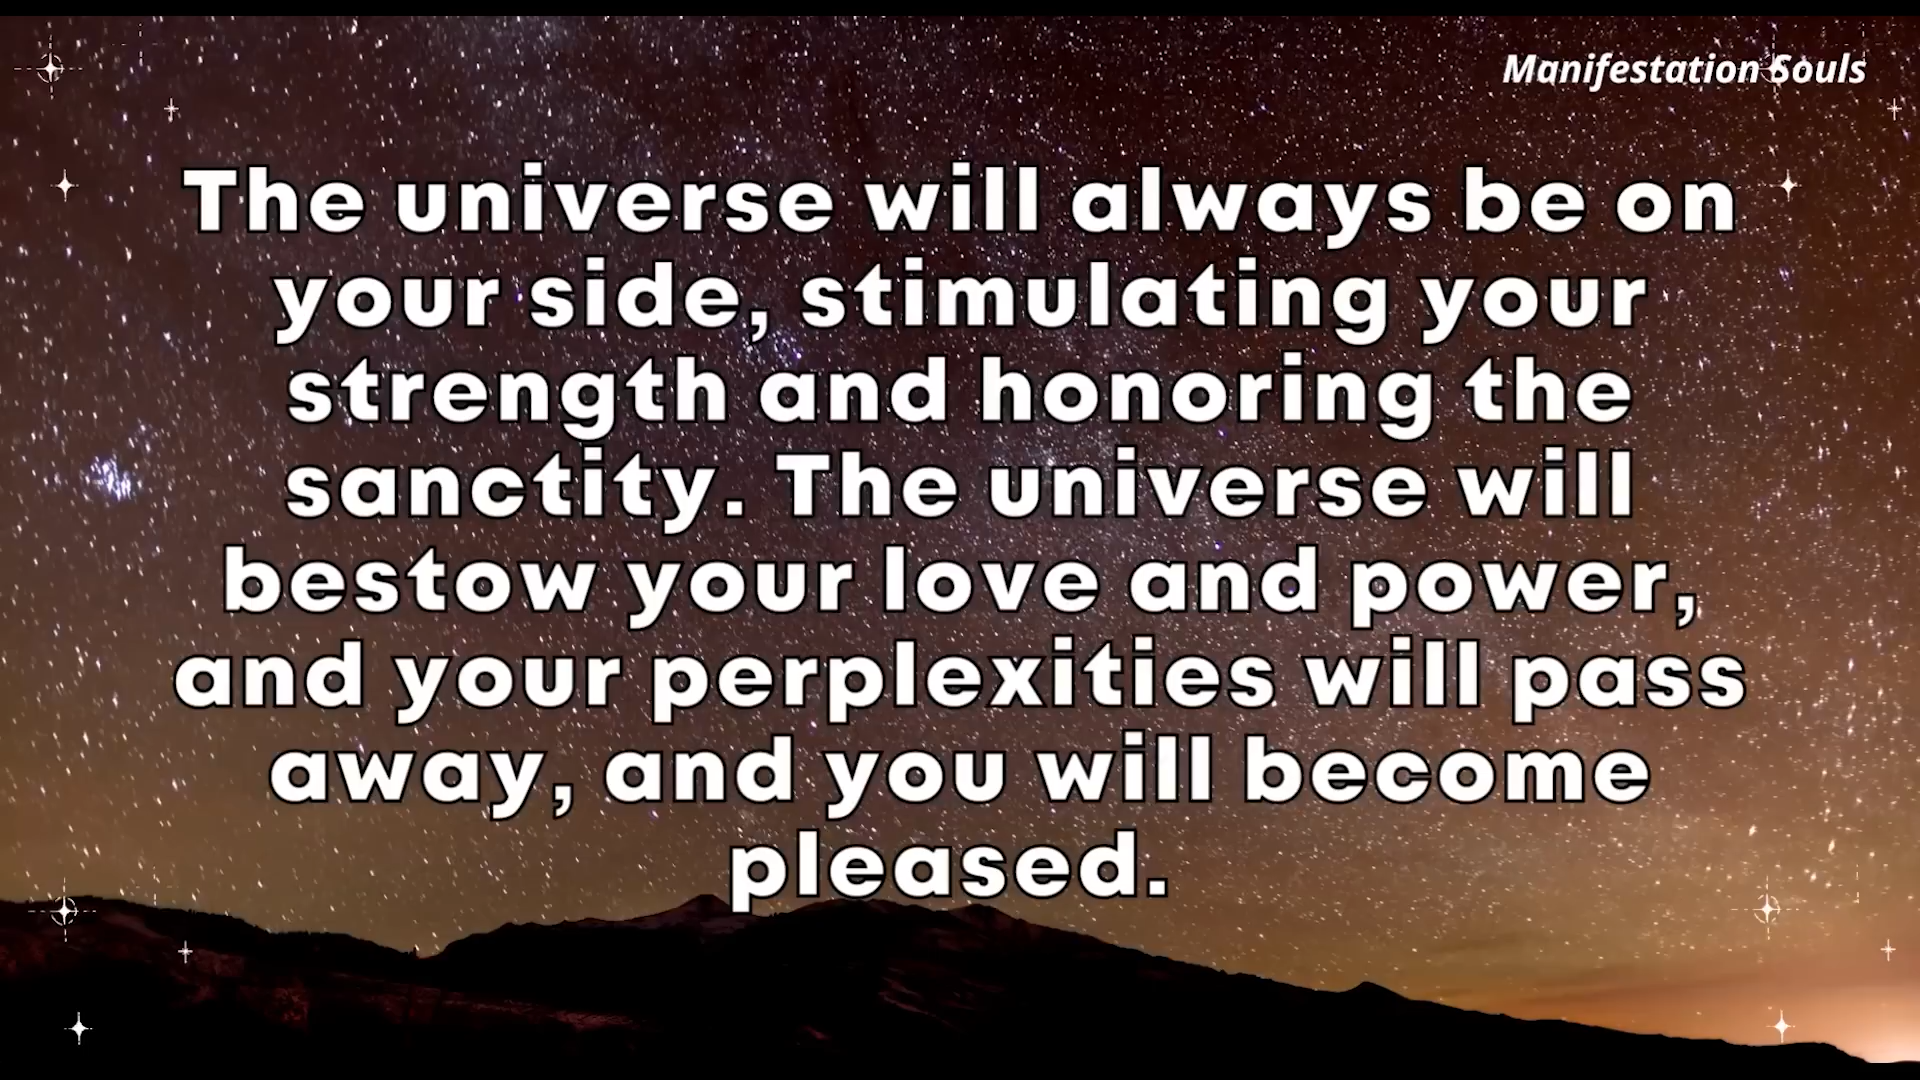 Manifestation Souls
The universe will always be on
your side, stimulating your
strength and honoring the
sanctity. The universe will
bestow your love and power,
and your perplexities will pass
away, and you will become
pleased.